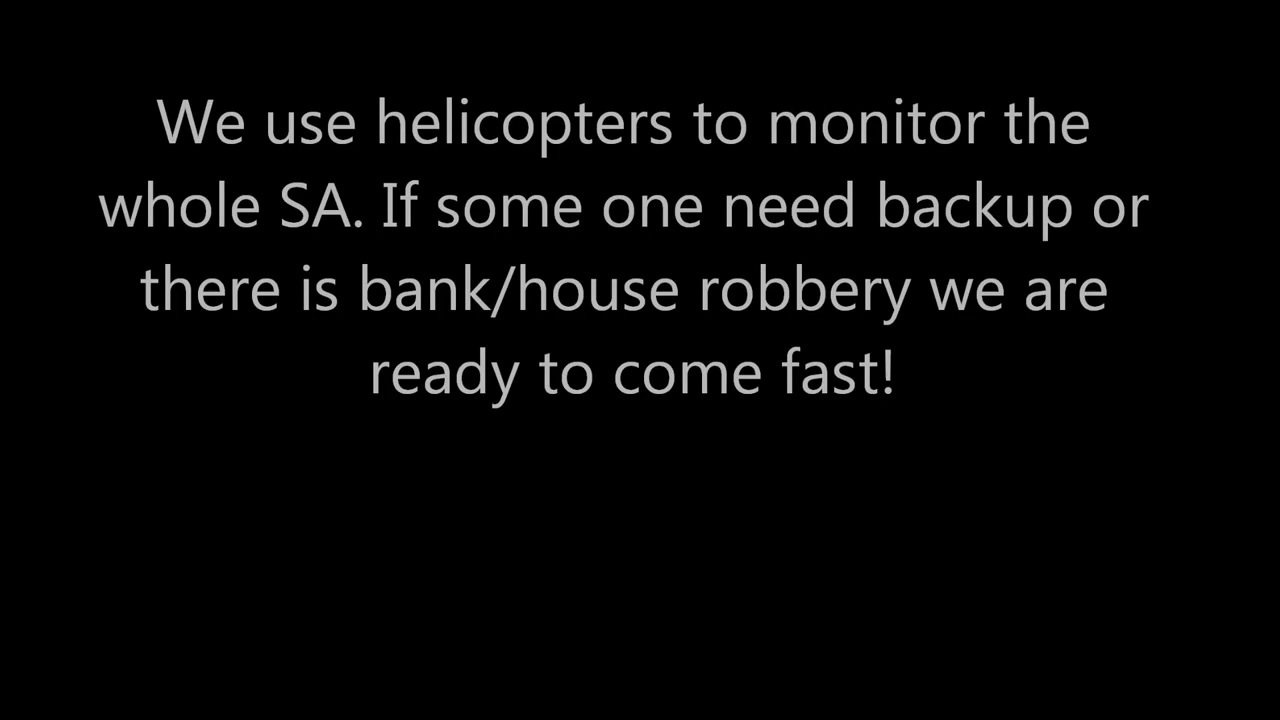 We use helicopters to monitor the
whole SA. If some one need backup or
there is bank/house robbery we are
ready to come fast!